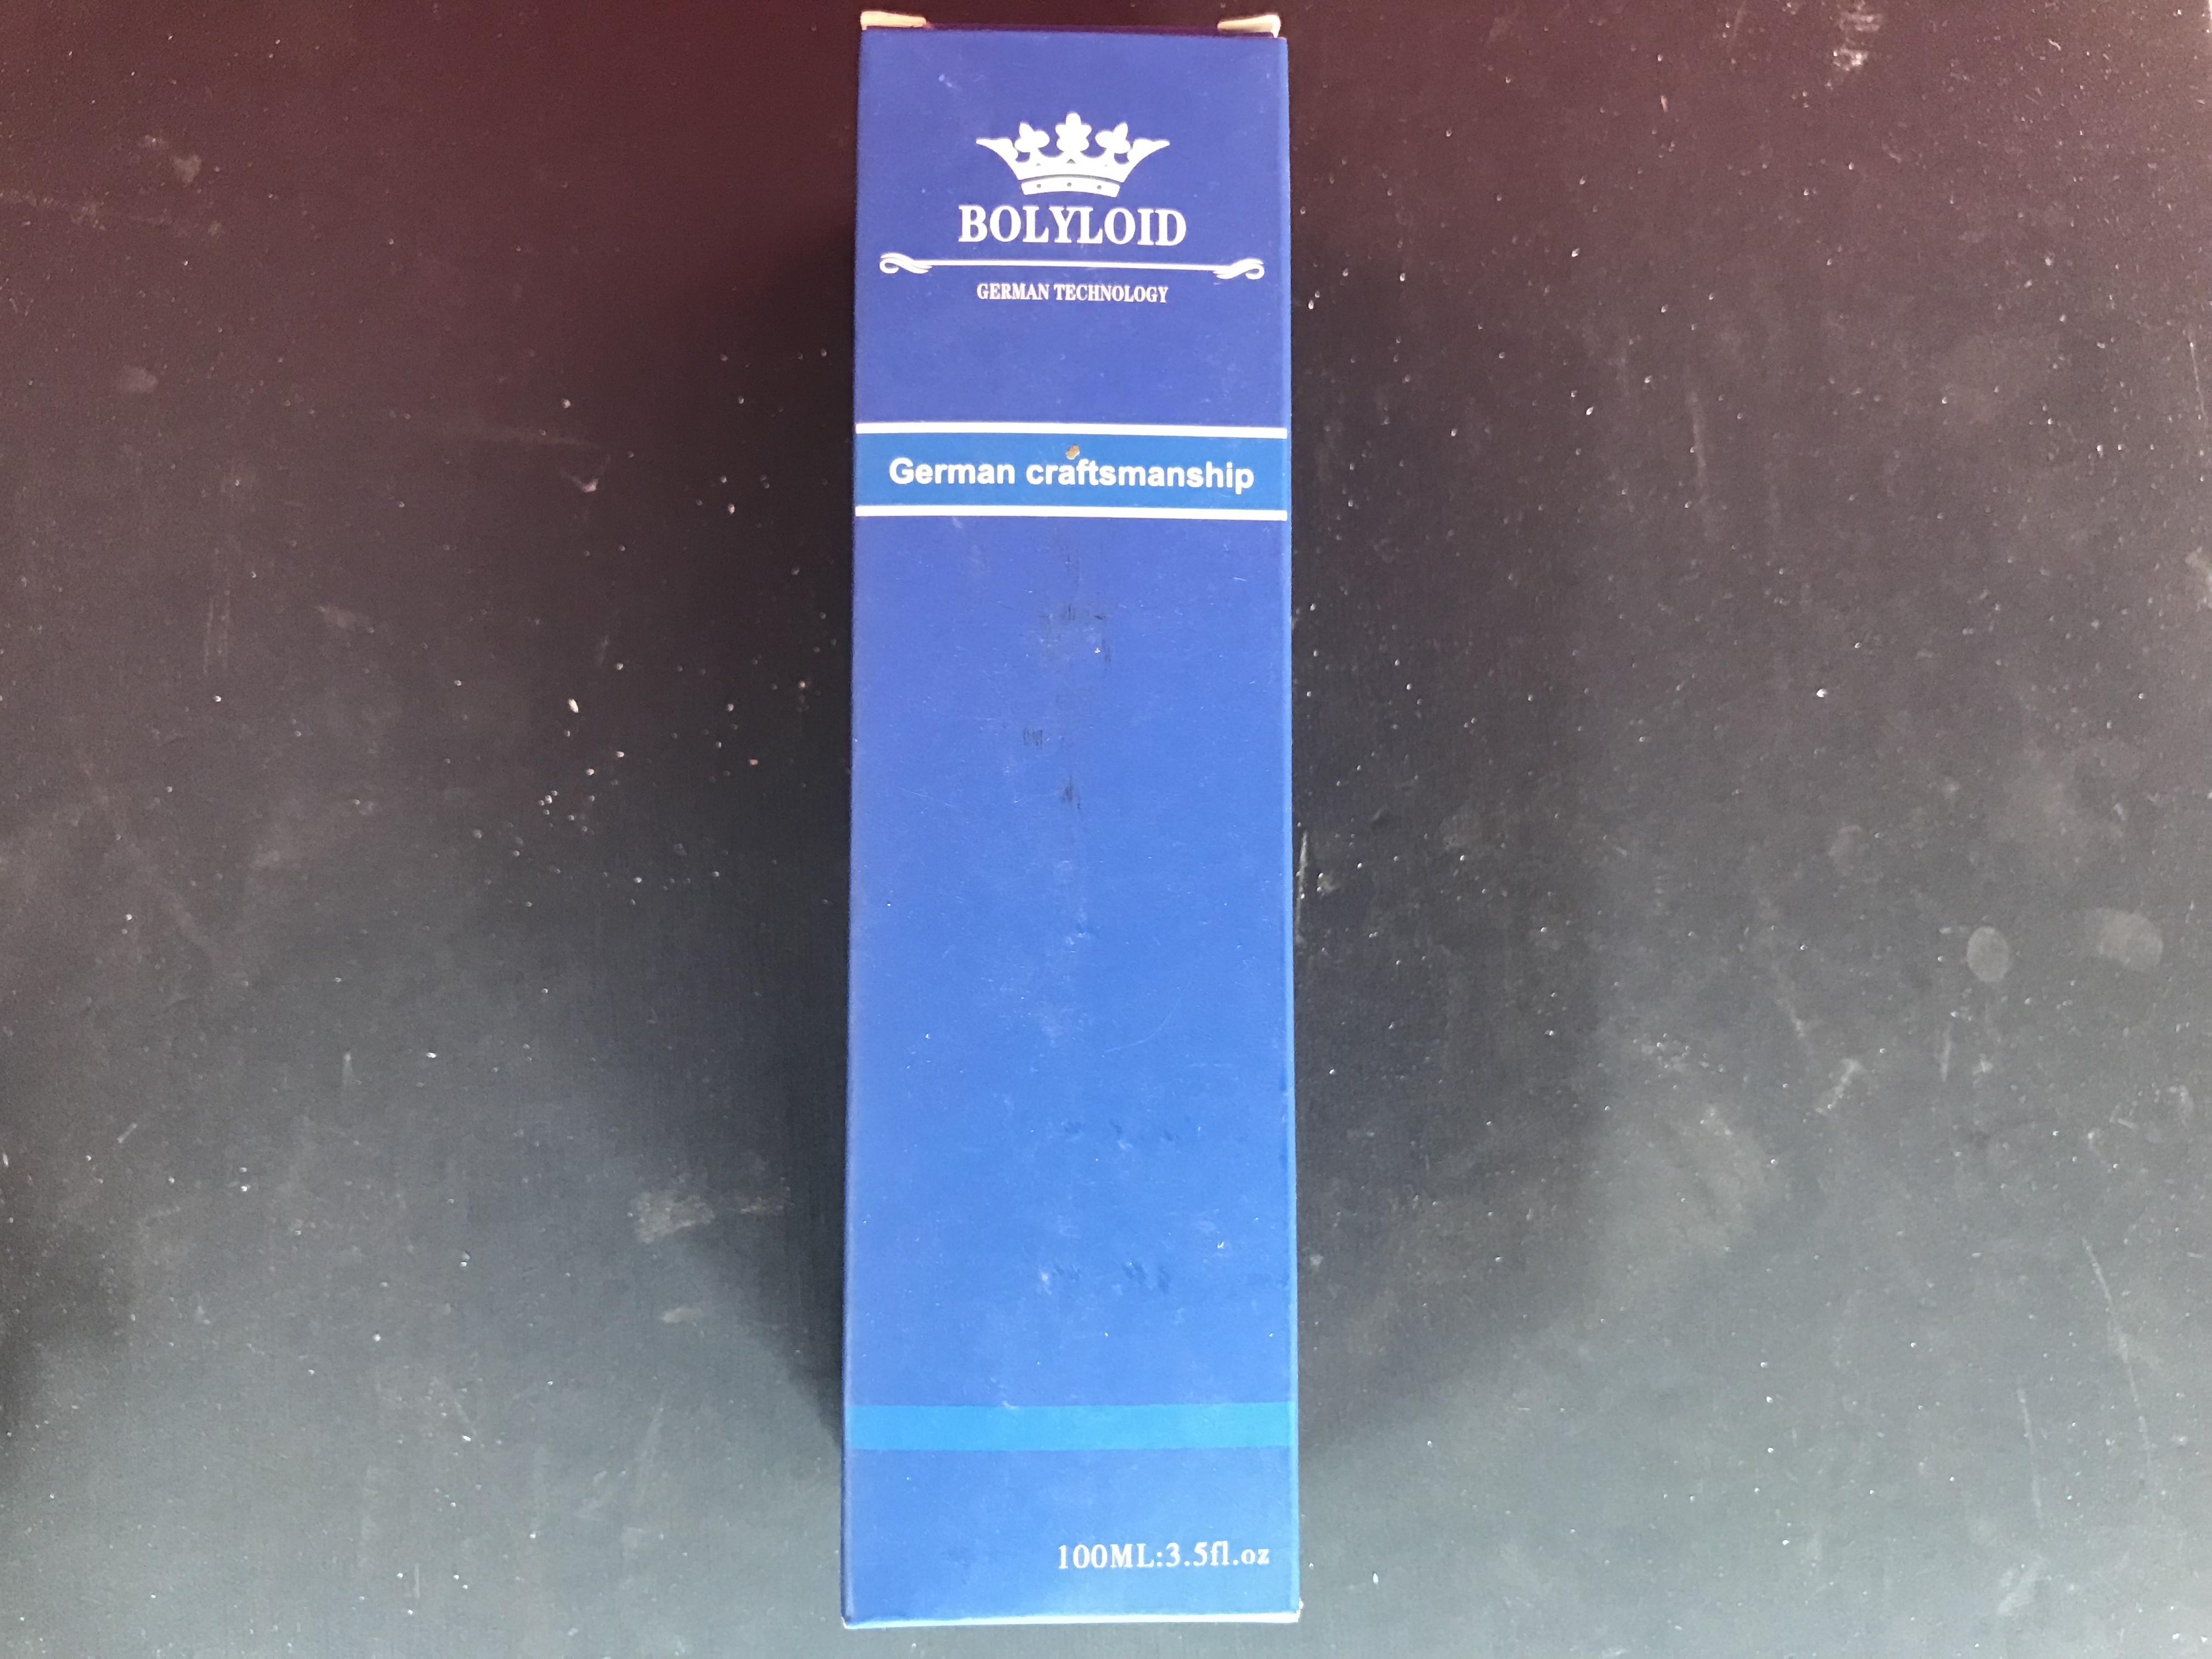 BOLYLOID
GERMAN TECHNOLOGY
German craftsmanship
100ML:3.5fl.oz